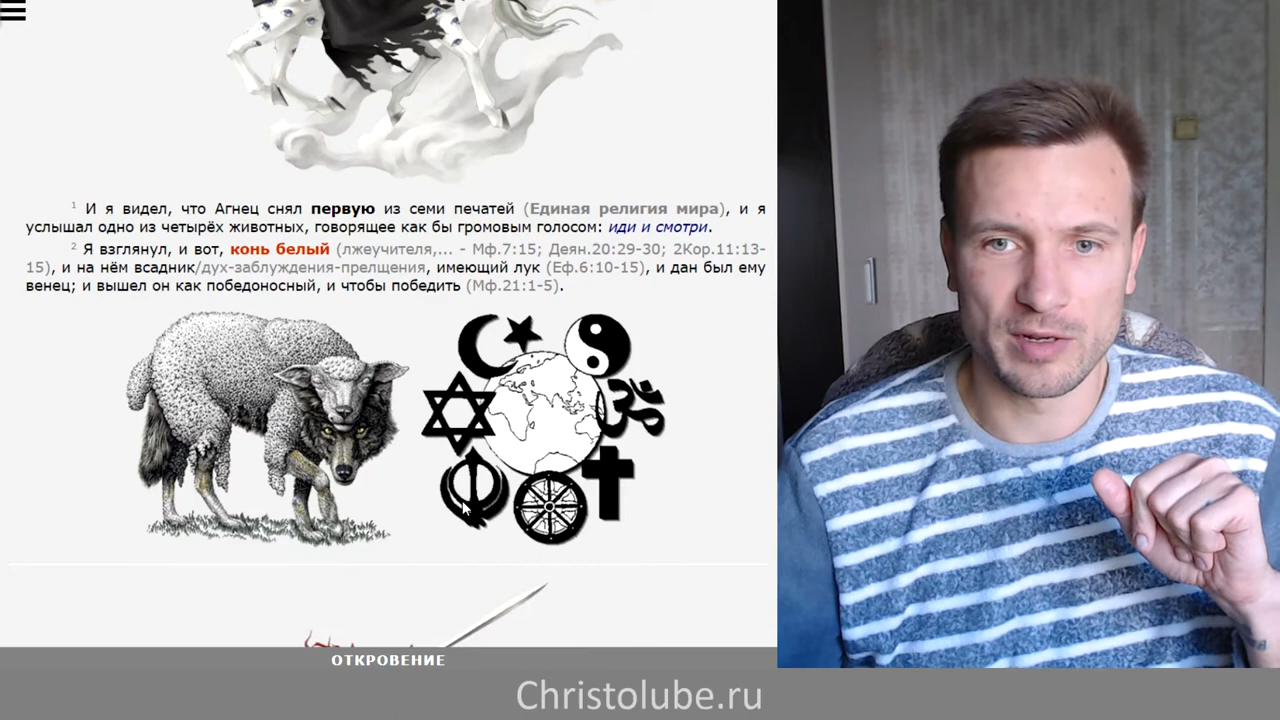 ¹ И я видел, что Агнец снял первую из семи печатей (Единая религия мира), и я
услышал одно из четырёх животных, говорящее как бы громовым голосом: иди и смотри.
² Я взглянул, и вот, конь белый (лжеучителя,... - Мф.7:15; Деян.20:29-30; 2Кор.11:13-
15), и на нём всадник/дух-заблуждения-прелщения, имеющий лук (Еф.6:10-15), и дан был ему
венец; и вышел он как победоносный, и чтобы победить (Мф.21:1-5).
ОТКРОВЕНИЕ
Christolube.ru